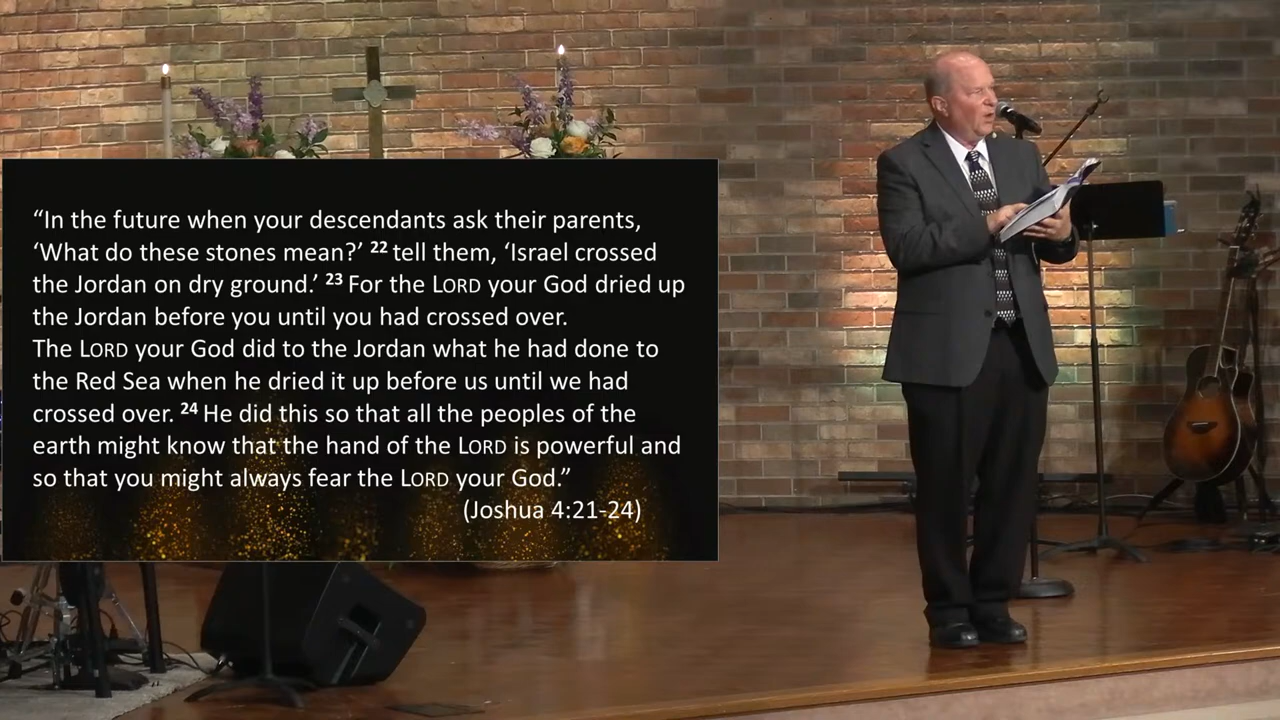 “In the future when your descendants ask their parents,
‘What do these stones mean?’ 22 tell them, ‘Israel crossed
the Jordan on dry ground.’ 23 For the LORD your God dried up
the Jordan before you until you had crossed over.
The LORD your God did to the Jordan what he had done to
the Red Sea when he dried it up before us until we had
crossed over. 24 He did this so that all the peoples of the
earth might know that the hand of the LORD is powerful and
so that you might always fear the LORD your God.”
(Joshua 4:21-24)